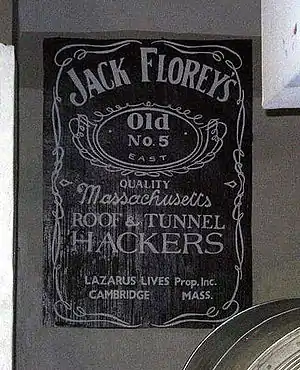 JACK FLOREY'S
Old
No. 5
EAST
QUALITY
Massachusetts
ROOF & TUNNEL
HACKERS
LAZARUS LIVES Prop. Inc.
CAMBRIDGE MASS.